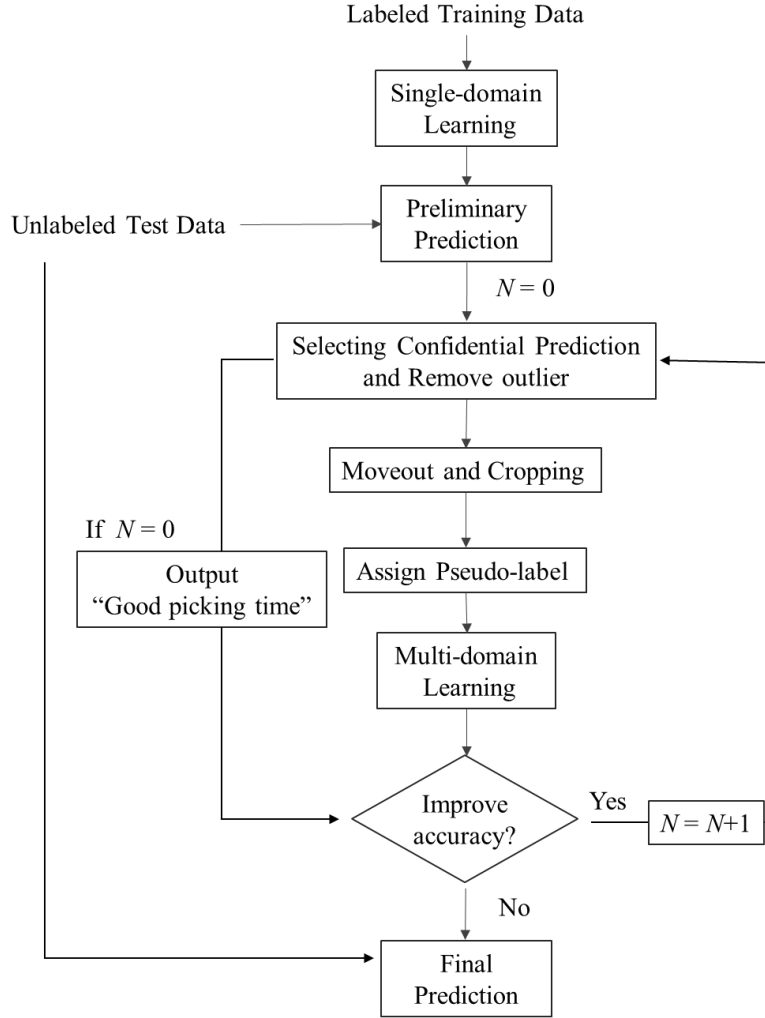 Labeled Training Data
Single-domain
Learning
Unlabeled Test Data
Preliminary
Prediction
N = 0
Selecting Confidential Prediction
and Remove outlier
Moveout and Cropping
If N = 0
Output
“Good picking time”
Assign Pseudo-label
Multi-domain
Learning
Improve
accuracy?
Yes
N = N+1
No
Final
Prediction